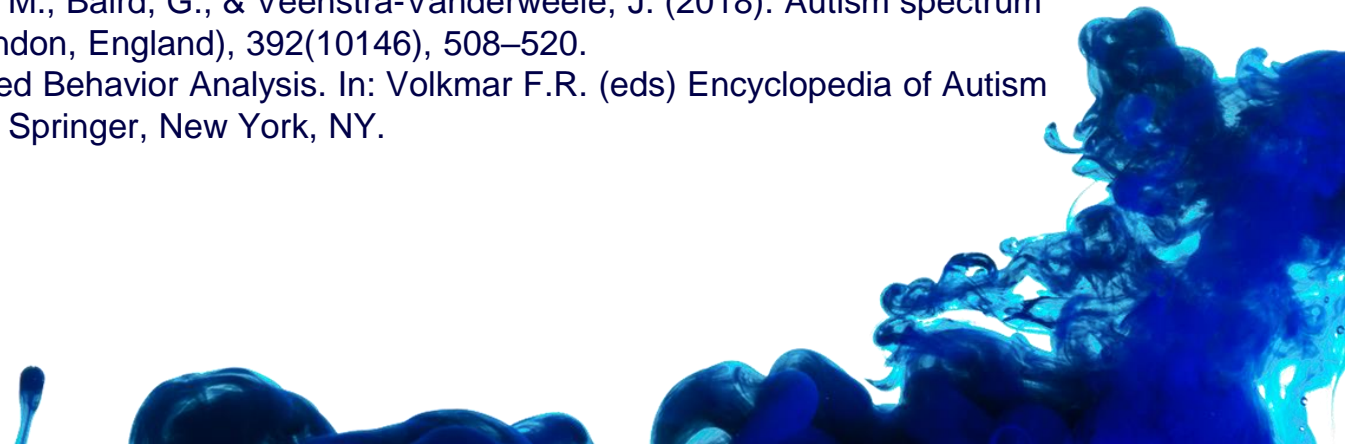 M., Baird, G., & Veenstra-Vanderweele, J. (2018). Autism spectrum
ndon, England), 392(10146), 508–520.
ed Behavior Analysis. In: Volkmar F.R. (eds) Encyclopedia of Autism
Springer, New York, NY.